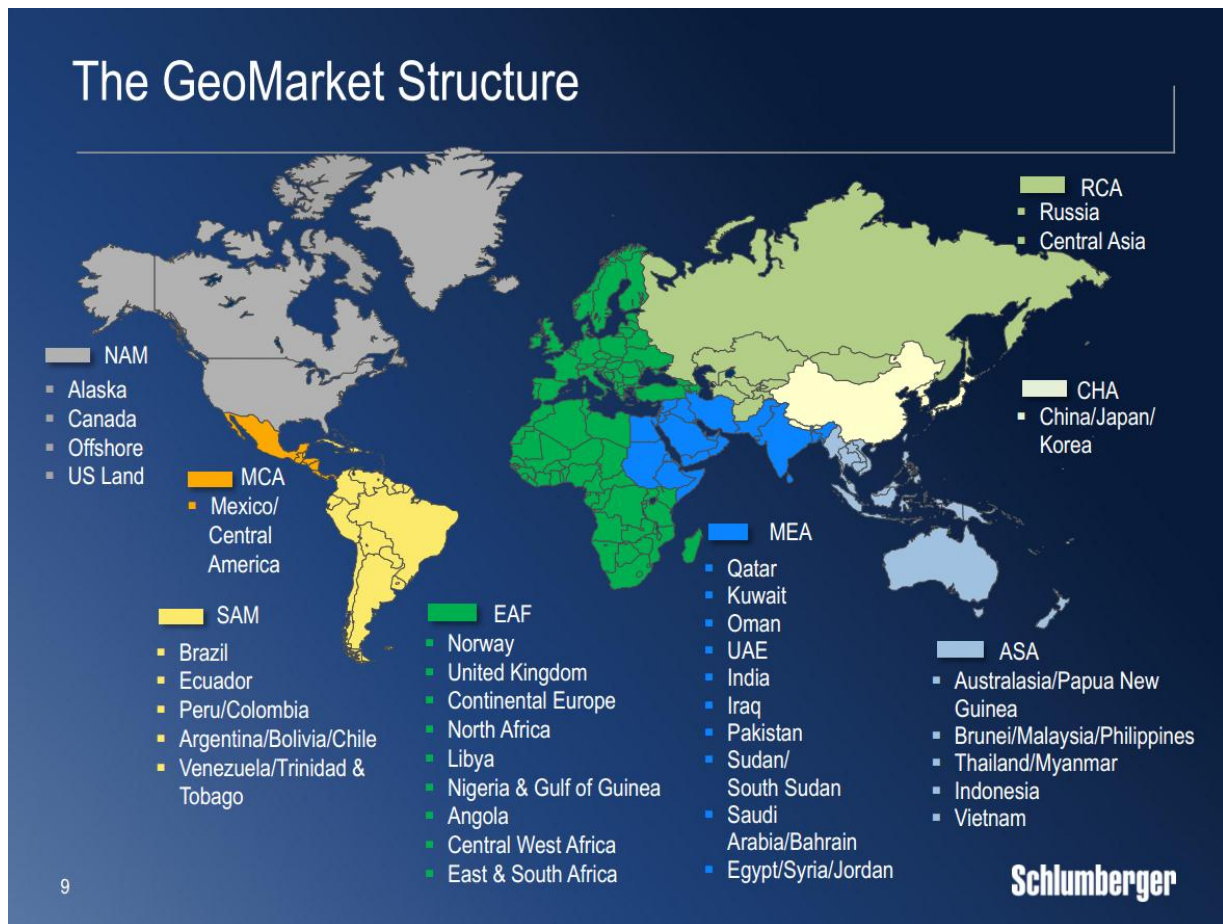 The GeoMarket Structure
RCA
Russia
Central Asia
NAM
Alaska
Canada
Offshore
US Land
CHA
China/Japan/
Korea
MCA
Mexico/
Central
America
MEA
Qatar
Kuwait
Oman
UAE
India
Iraq
Pakistan
Sudan/
South Sudan
Saudi
Arabia/Bahrain
Egypt/Syria/Jordan
SAM
Brazil
Ecuador
Peru/Colombia
Argentina/Bolivia/Chile
Venezuela/Trinidad &
Tobago
EAF
Norway
United Kingdom
Continental Europe
North Africa
Libya
Nigeria & Gulf of Guinea
Angola
Central West Africa
East & South Africa
ASA
Australasia/Papua New
Guinea
Brunei/Malaysia/Philippines
Thailand/Myanmar
Indonesia
Vietnam
9
Schlumberger